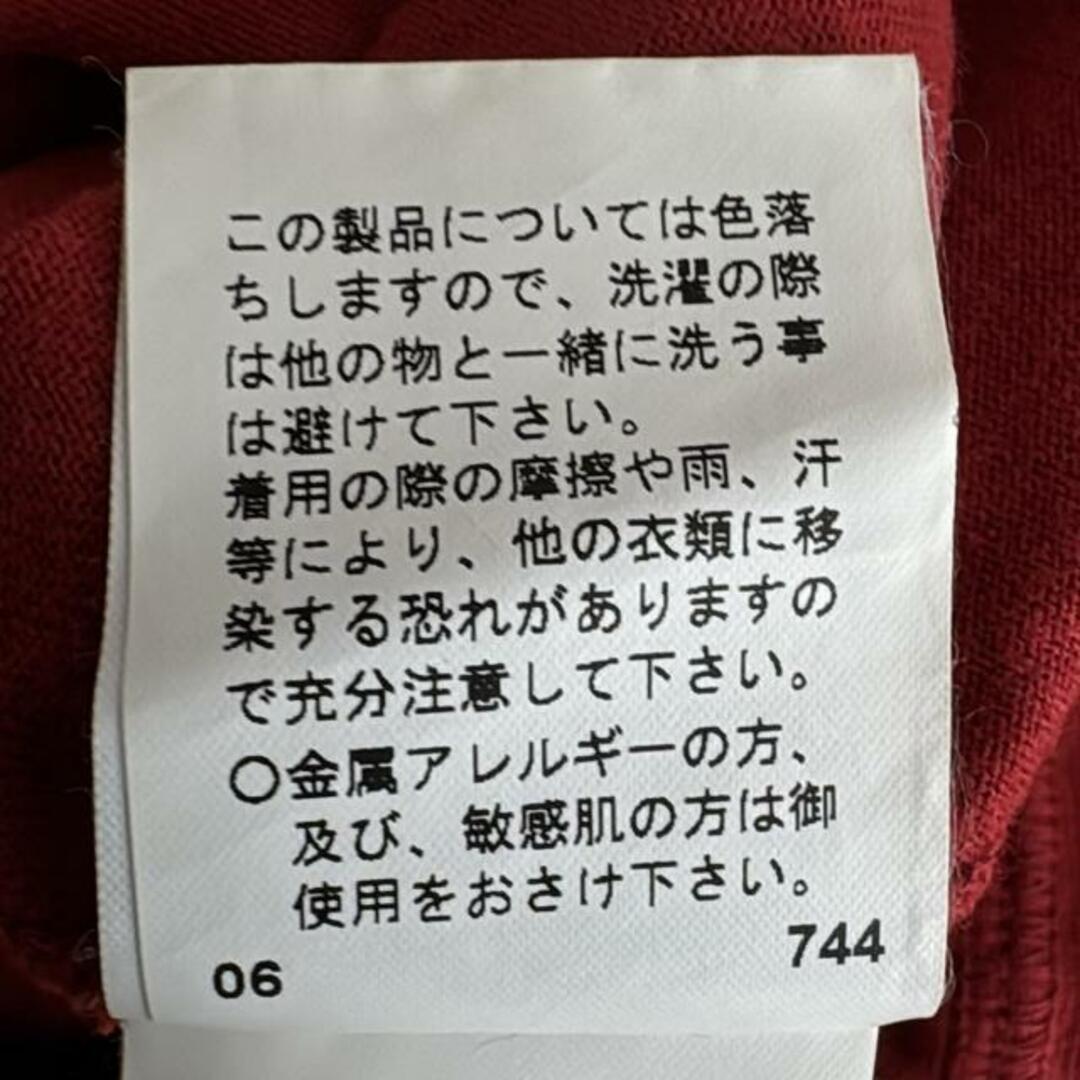 この製品については色落
ちしますので、洗濯の際
は他の物と一緒に洗う事
は避けて下さい。
着用の際の摩擦や雨、汗
等により、他の衣類に移
染する恐れがありますの
で充分注意して下さい。
○金属アレルギーの方、
及び、敏感肌の方は御
使用をおさけ下さい。
06 744